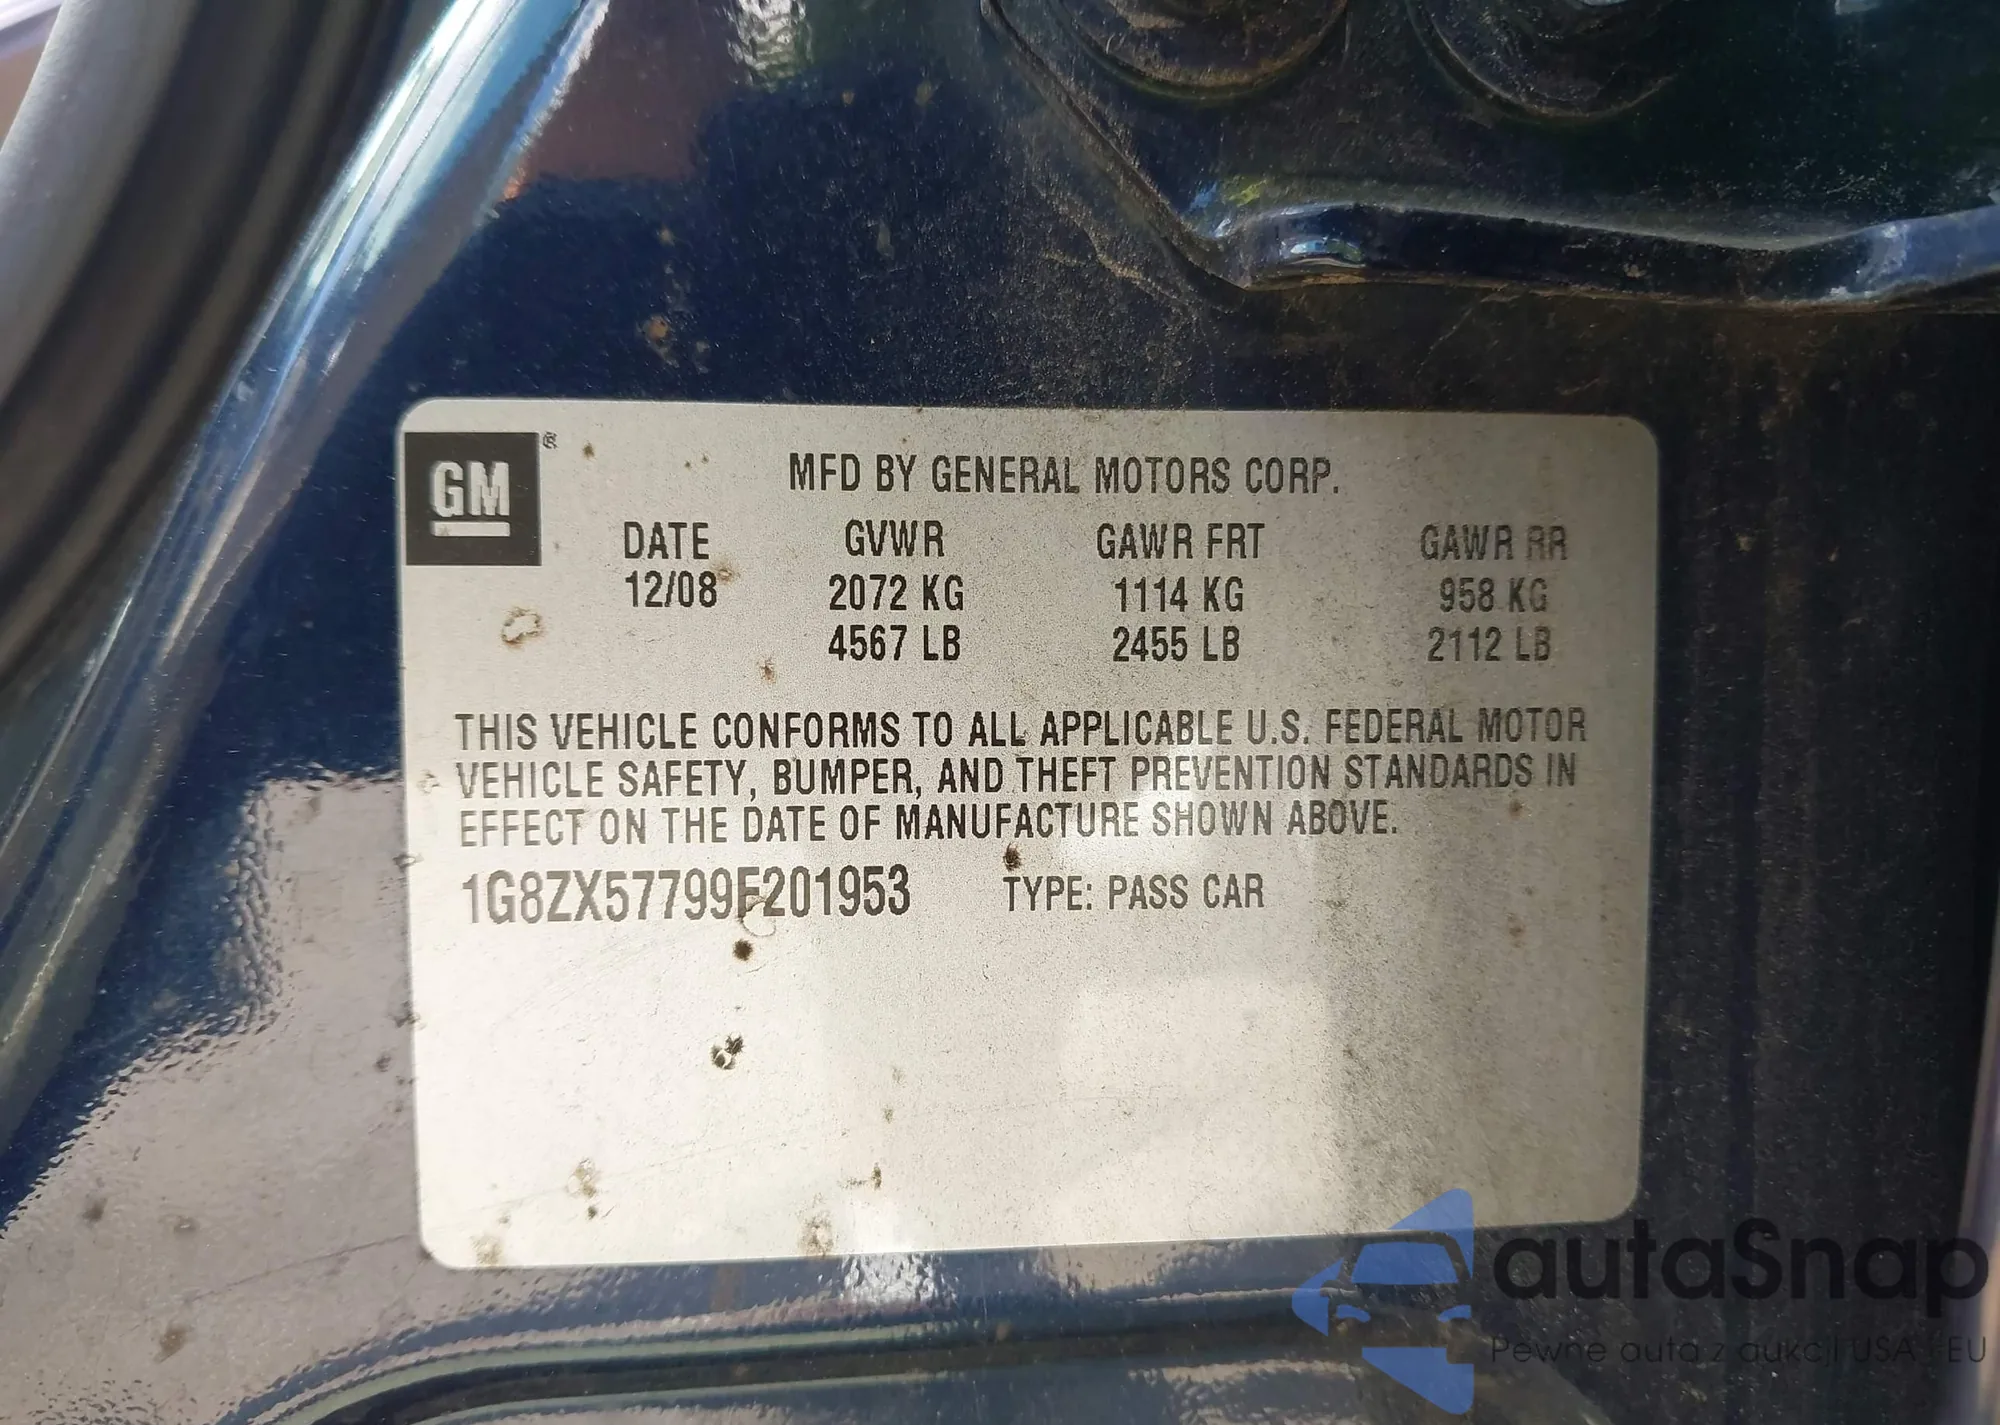 GM ®
MFD BY GENERAL MOTORS CORP.
DATE GVWR GAWR FRT GAWR RR
12/08 2072 KG 1114 KG 958 KG
4567 LB 2455 LB 2112 LB
THIS VEHICLE CONFORMS TO ALL APPLICABLE U.S. FEDERAL MOTOR
VEHICLE SAFETY, BUMPER, AND THEFT PREVENTION STANDARDS IN
EFFECT ON THE DATE OF MANUFACTURE SHOWN ABOVE.
1G8ZX57799F201953 TYPE: PASS CAR
autaSnap
Pewne auta z aukcji USA i EU